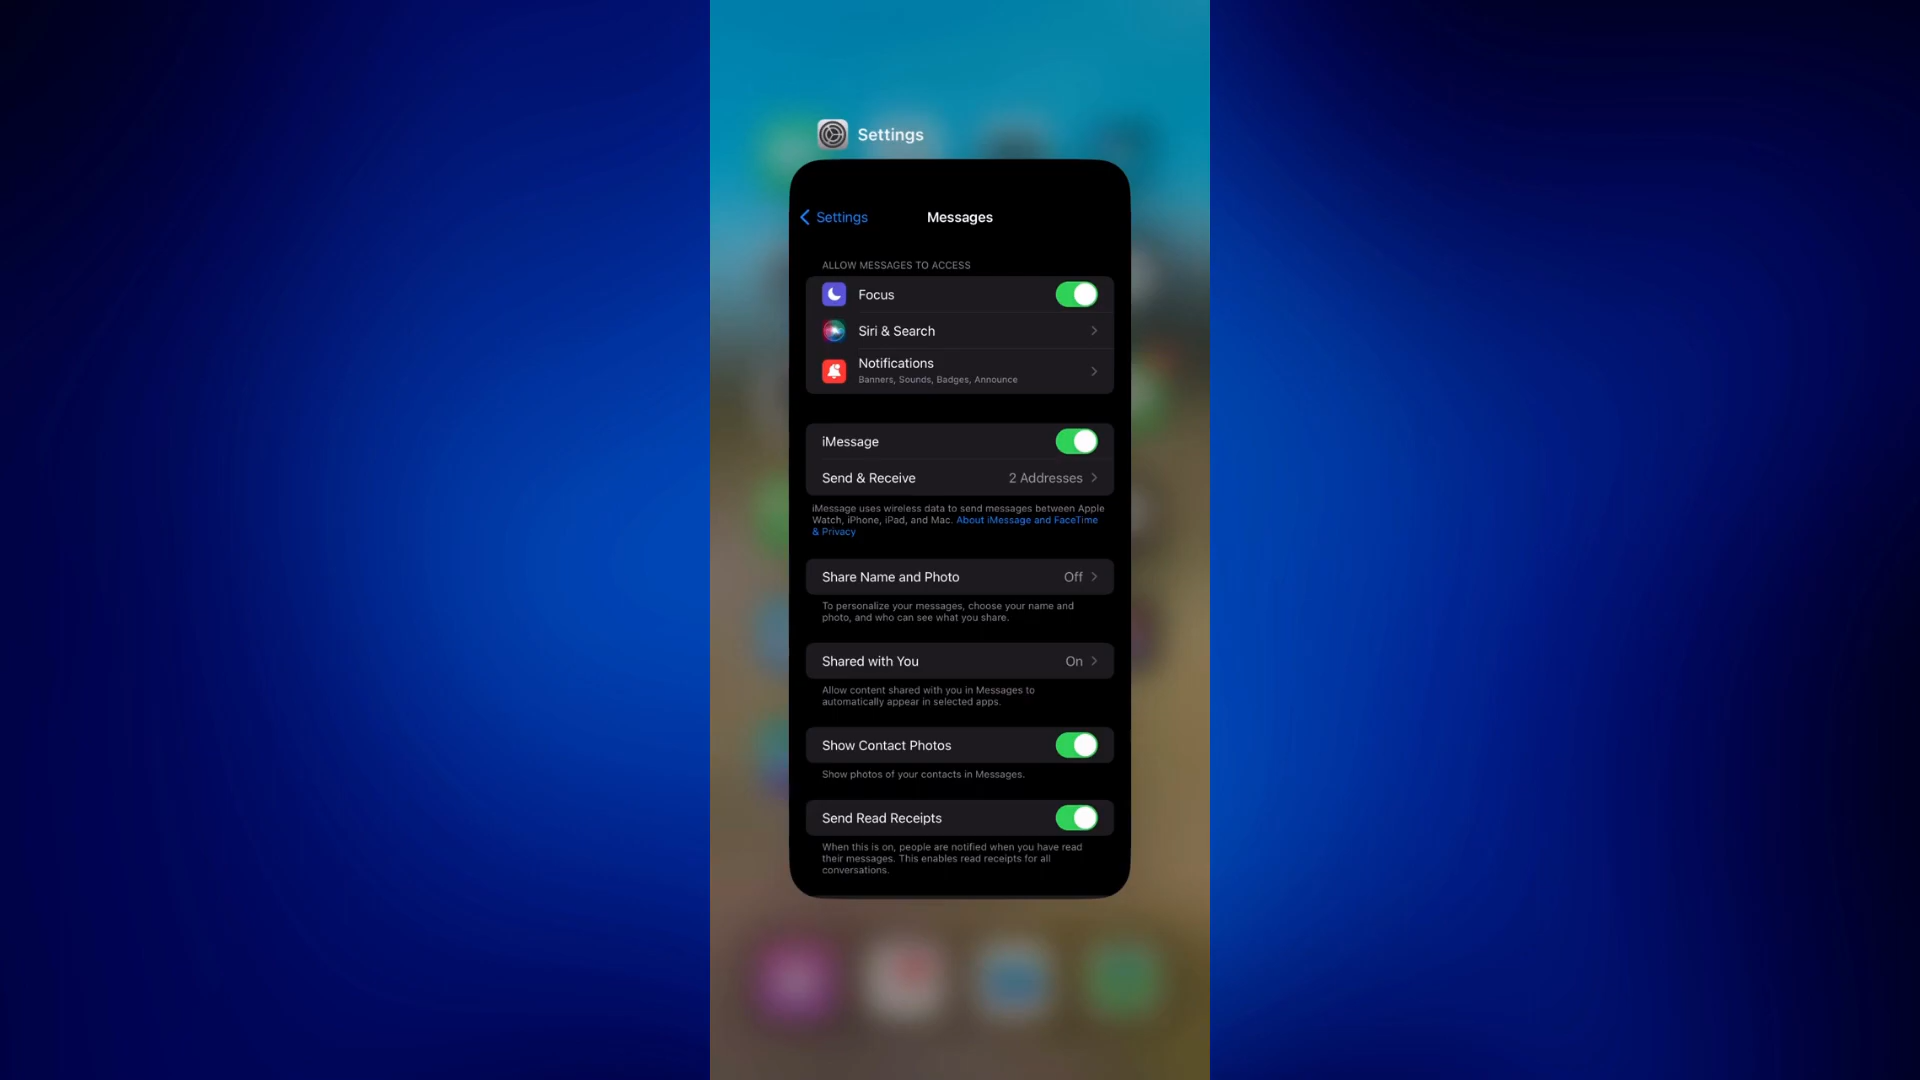 Settings
Settings
Messages
ALLOW MESSAGES TO ACCESS
Focus
Siri & Search
Notifications
Banners, Sounds, Badges, Announce
iMessage
Send & Receive 2 Addresses
iMessage uses wireless data to send messages between Apple
Watch, iPhone, iPad, and Mac. About iMessage and FaceTime
& Privacy
Share Name and Photo Off
To personalize your messages, choose your name and
photo, and who can see what you share.
Shared with You On
Allow content shared with you in Messages to
automatically appear in selected apps.
Show Contact Photos
Show photos of your contacts in Messages.
Send Read Receipts
When this is on, people are notified when you have read
their messages. This enables read receipts for all
conversations.